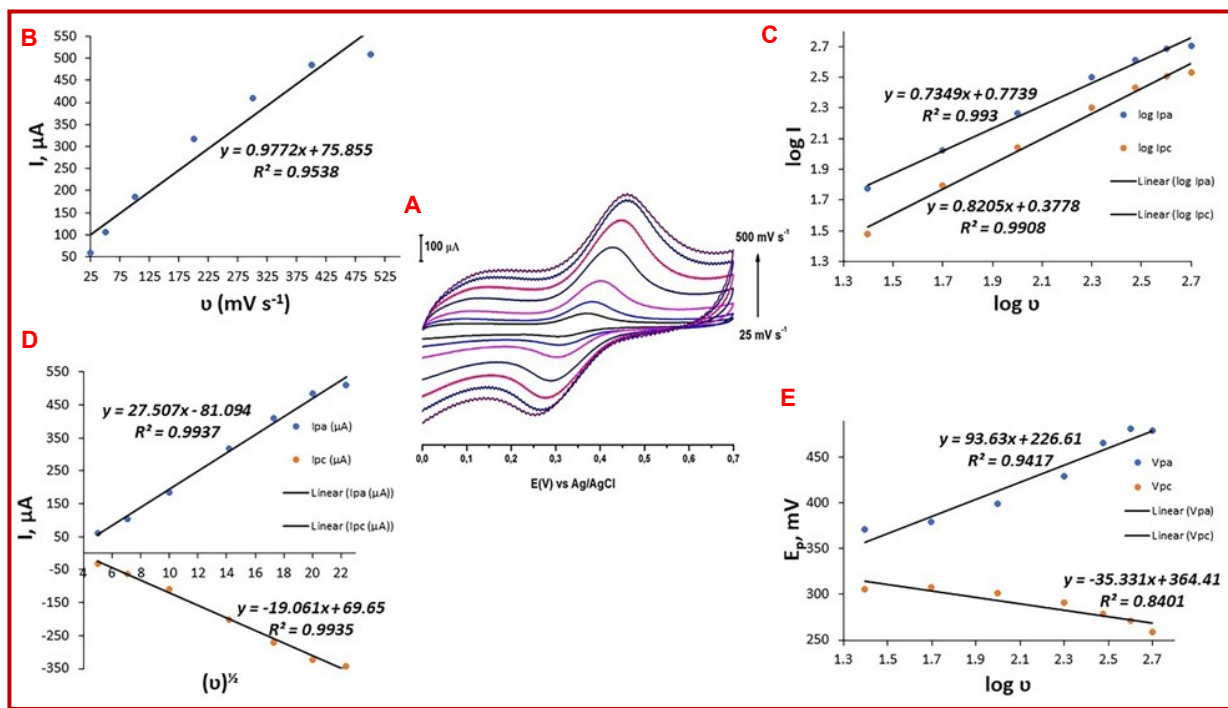 B
550
500
450
400
350
300
250
200
150
100
50
I, µA
y = 0.9772x + 75.855
R² = 0.9538
25 75 125 175 225 275 325 375 425 475 525
υ (mV s⁻¹)
C
2.7
2.5
2.3
2.1
1.9
1.7
1.5
1.3
log I
y = 0.7349x + 0.7739
R² = 0.993
y = 0.8205x + 0.3778
R² = 0.9908
log Ipa
log Ipc
Linear (log Ipa)
Linear (log Ipc)
1.3 1.5 1.7 1.9 2.1 2.3 2.5 2.7
log υ
A
100 µA
500 mV s⁻¹
25 mV s⁻¹
0,0 0,1 0,2 0,3 0,4 0,5 0,6 0,7
E(V) vs Ag/AgCl
D
550
450
350
250
150
50
-50
-150
-250
-350
I, µA
y = 27.507x - 81.094
R² = 0.9937
Ipa (µA)
Ipc (µA)
Linear (Ipa (µA))
Linear (Ipc (µA))
4 6 8 10 12 14 16 18 20 22
y = -19.061x + 69.65
R² = 0.9935
(υ)^½
E
450
400
350
300
250
Eₚ, mV
y = 93.63x + 226.61
R² = 0.9417
Vpa
Vpc
Linear (Vpa)
Linear (Vpc)
y = -35.331x + 364.41
R² = 0.8401
1.3 1.5 1.7 1.9 2.1 2.3 2.5 2.7
log υ